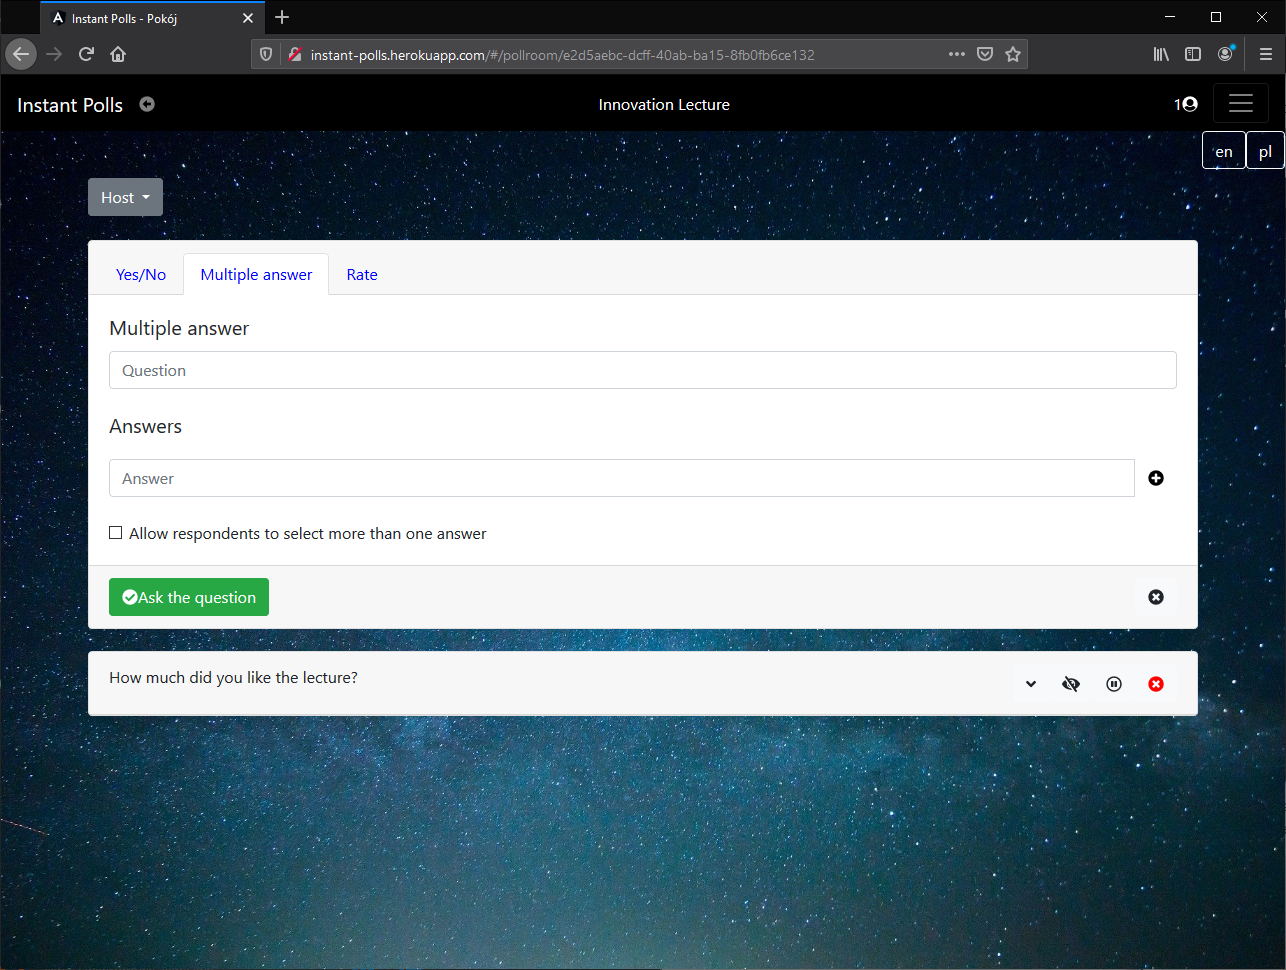 Instant Polls - Pokój
instant-polls.herokuapp.com/#/pollroom/e2d5aebc-dcff-40ab-ba15-8fb0fb6ce132
Instant Polls
Innovation Lecture
1
en
pl
Host
Yes/No
Multiple answer
Rate
Multiple answer
Question
Answers
Answer
Allow respondents to select more than one answer
Ask the question
How much did you like the lecture?